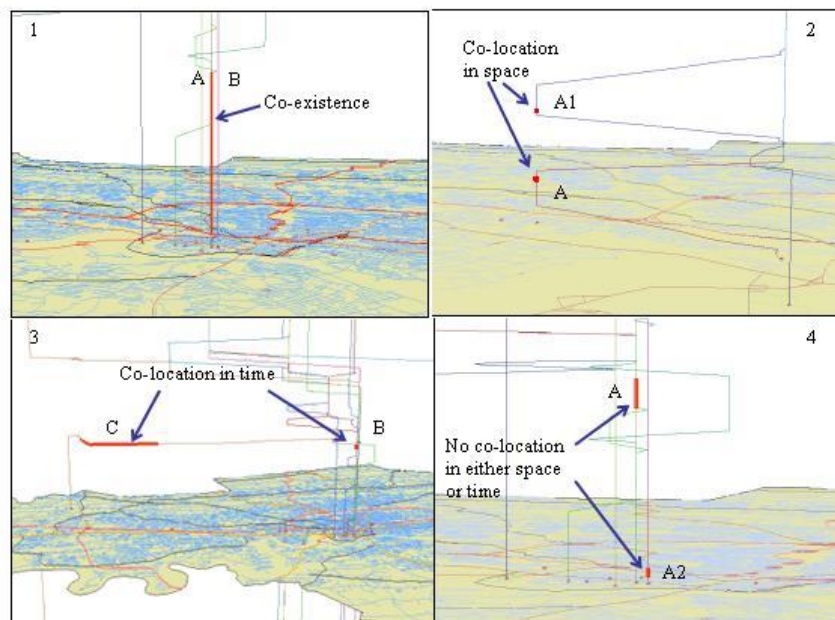 1
A B
Co-existence
2
Co-location
in space
A1
A
3
Co-location in time
C
B
4
A
No co-location
in either space
or time
A2